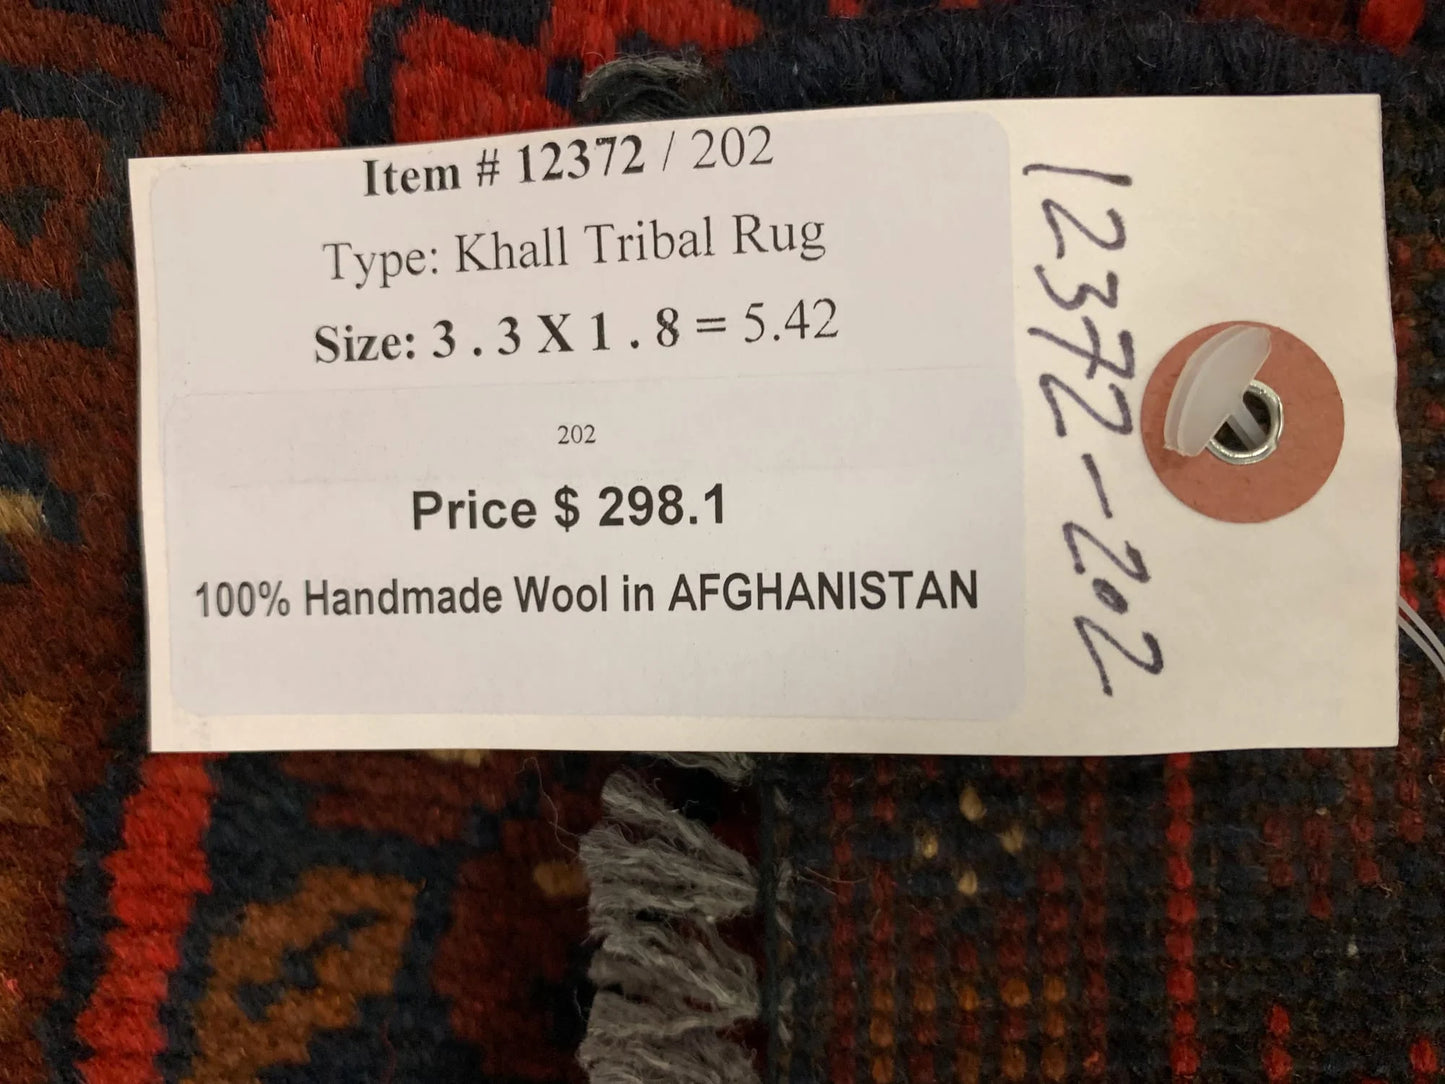 Item # 12372 / 202
Type: Khall Tribal Rug
Size: 3 . 3 X 1 . 8 = 5.42
202
Price $ 298.1
100% Handmade Wool in AFGHANISTAN
12372-202